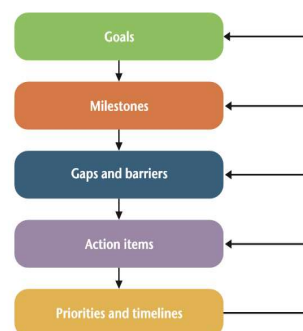 Goals
Milestones
Gaps and barriers
Action items
Priorities and timelines